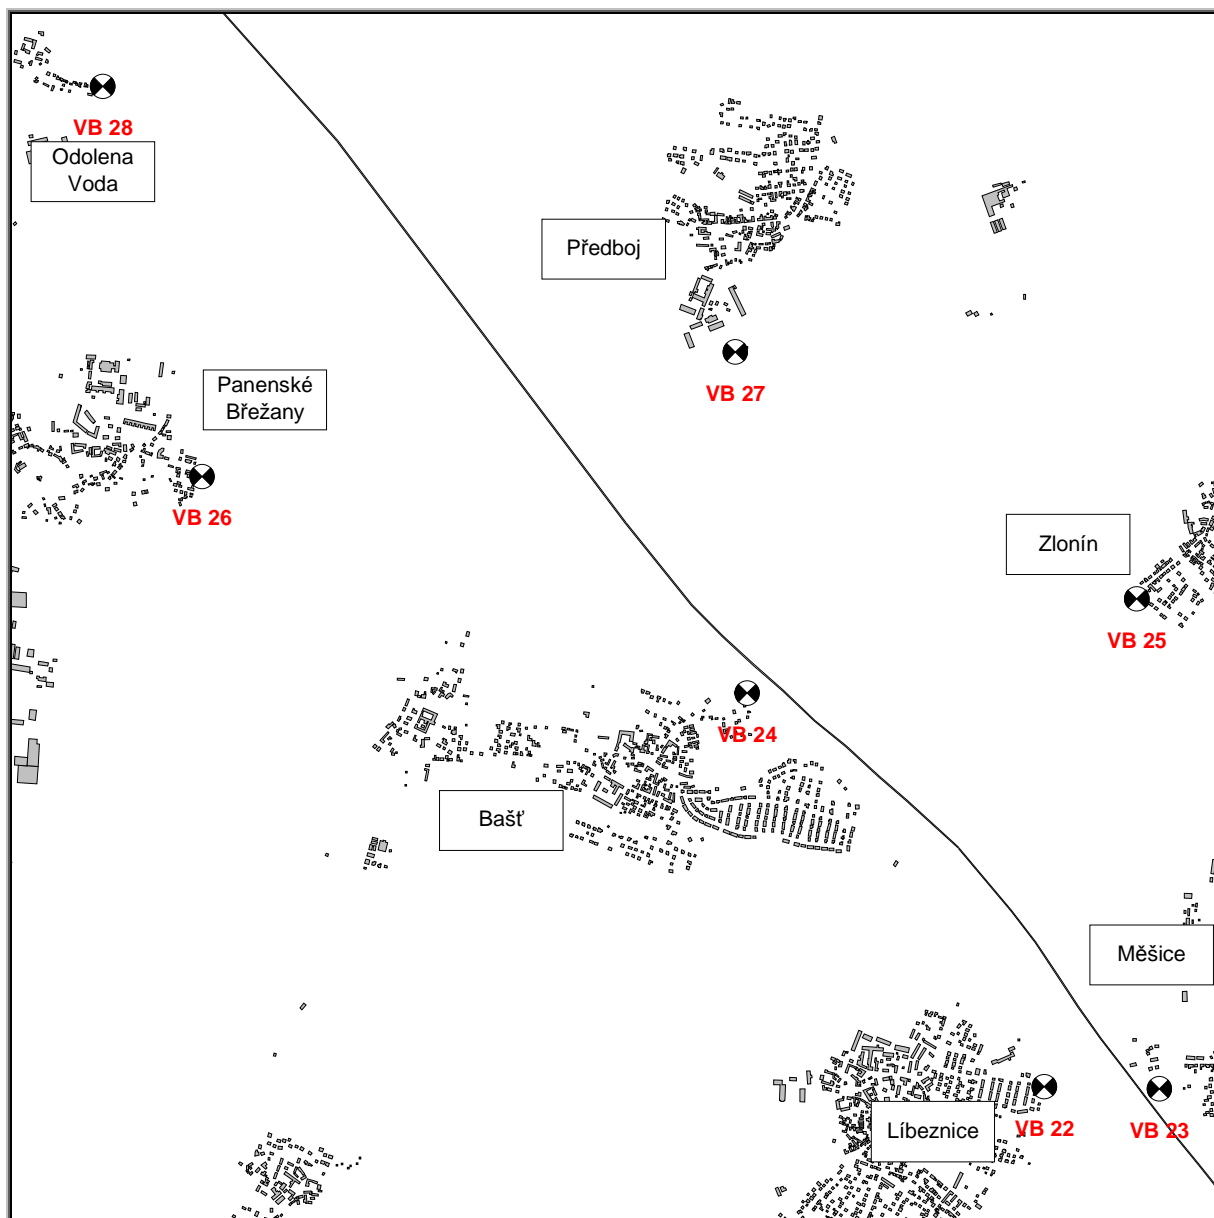 VB 28
Odolena
Voda
Předboj
VB 27
Panenské
Břežany
VB 26
Zlonín
VB 25
VB 24
Bašť
Měšice
Líbeznice
VB 22
VB 23